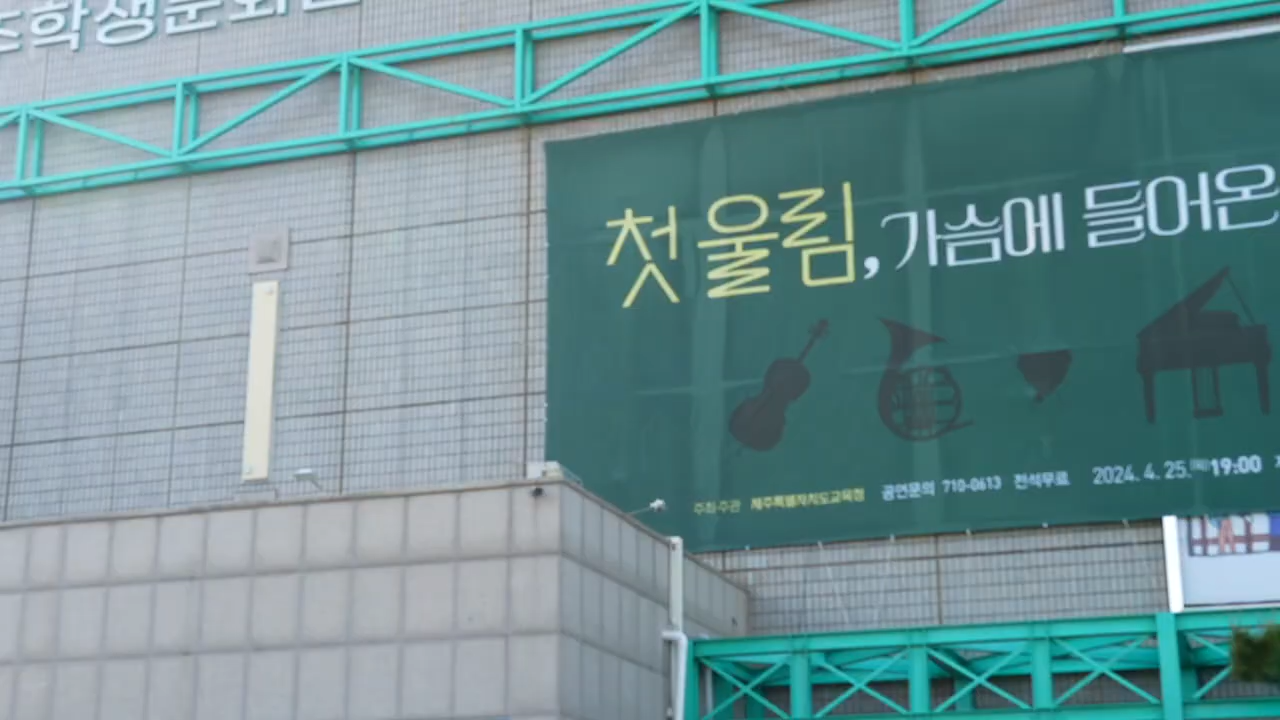 학생문화원
첫 울림, 가슴에 들어온
주최·주관 제주특별자치도교육청 공연문의 710-0613 전석무료 2024. 4. 25. (목) 19:00